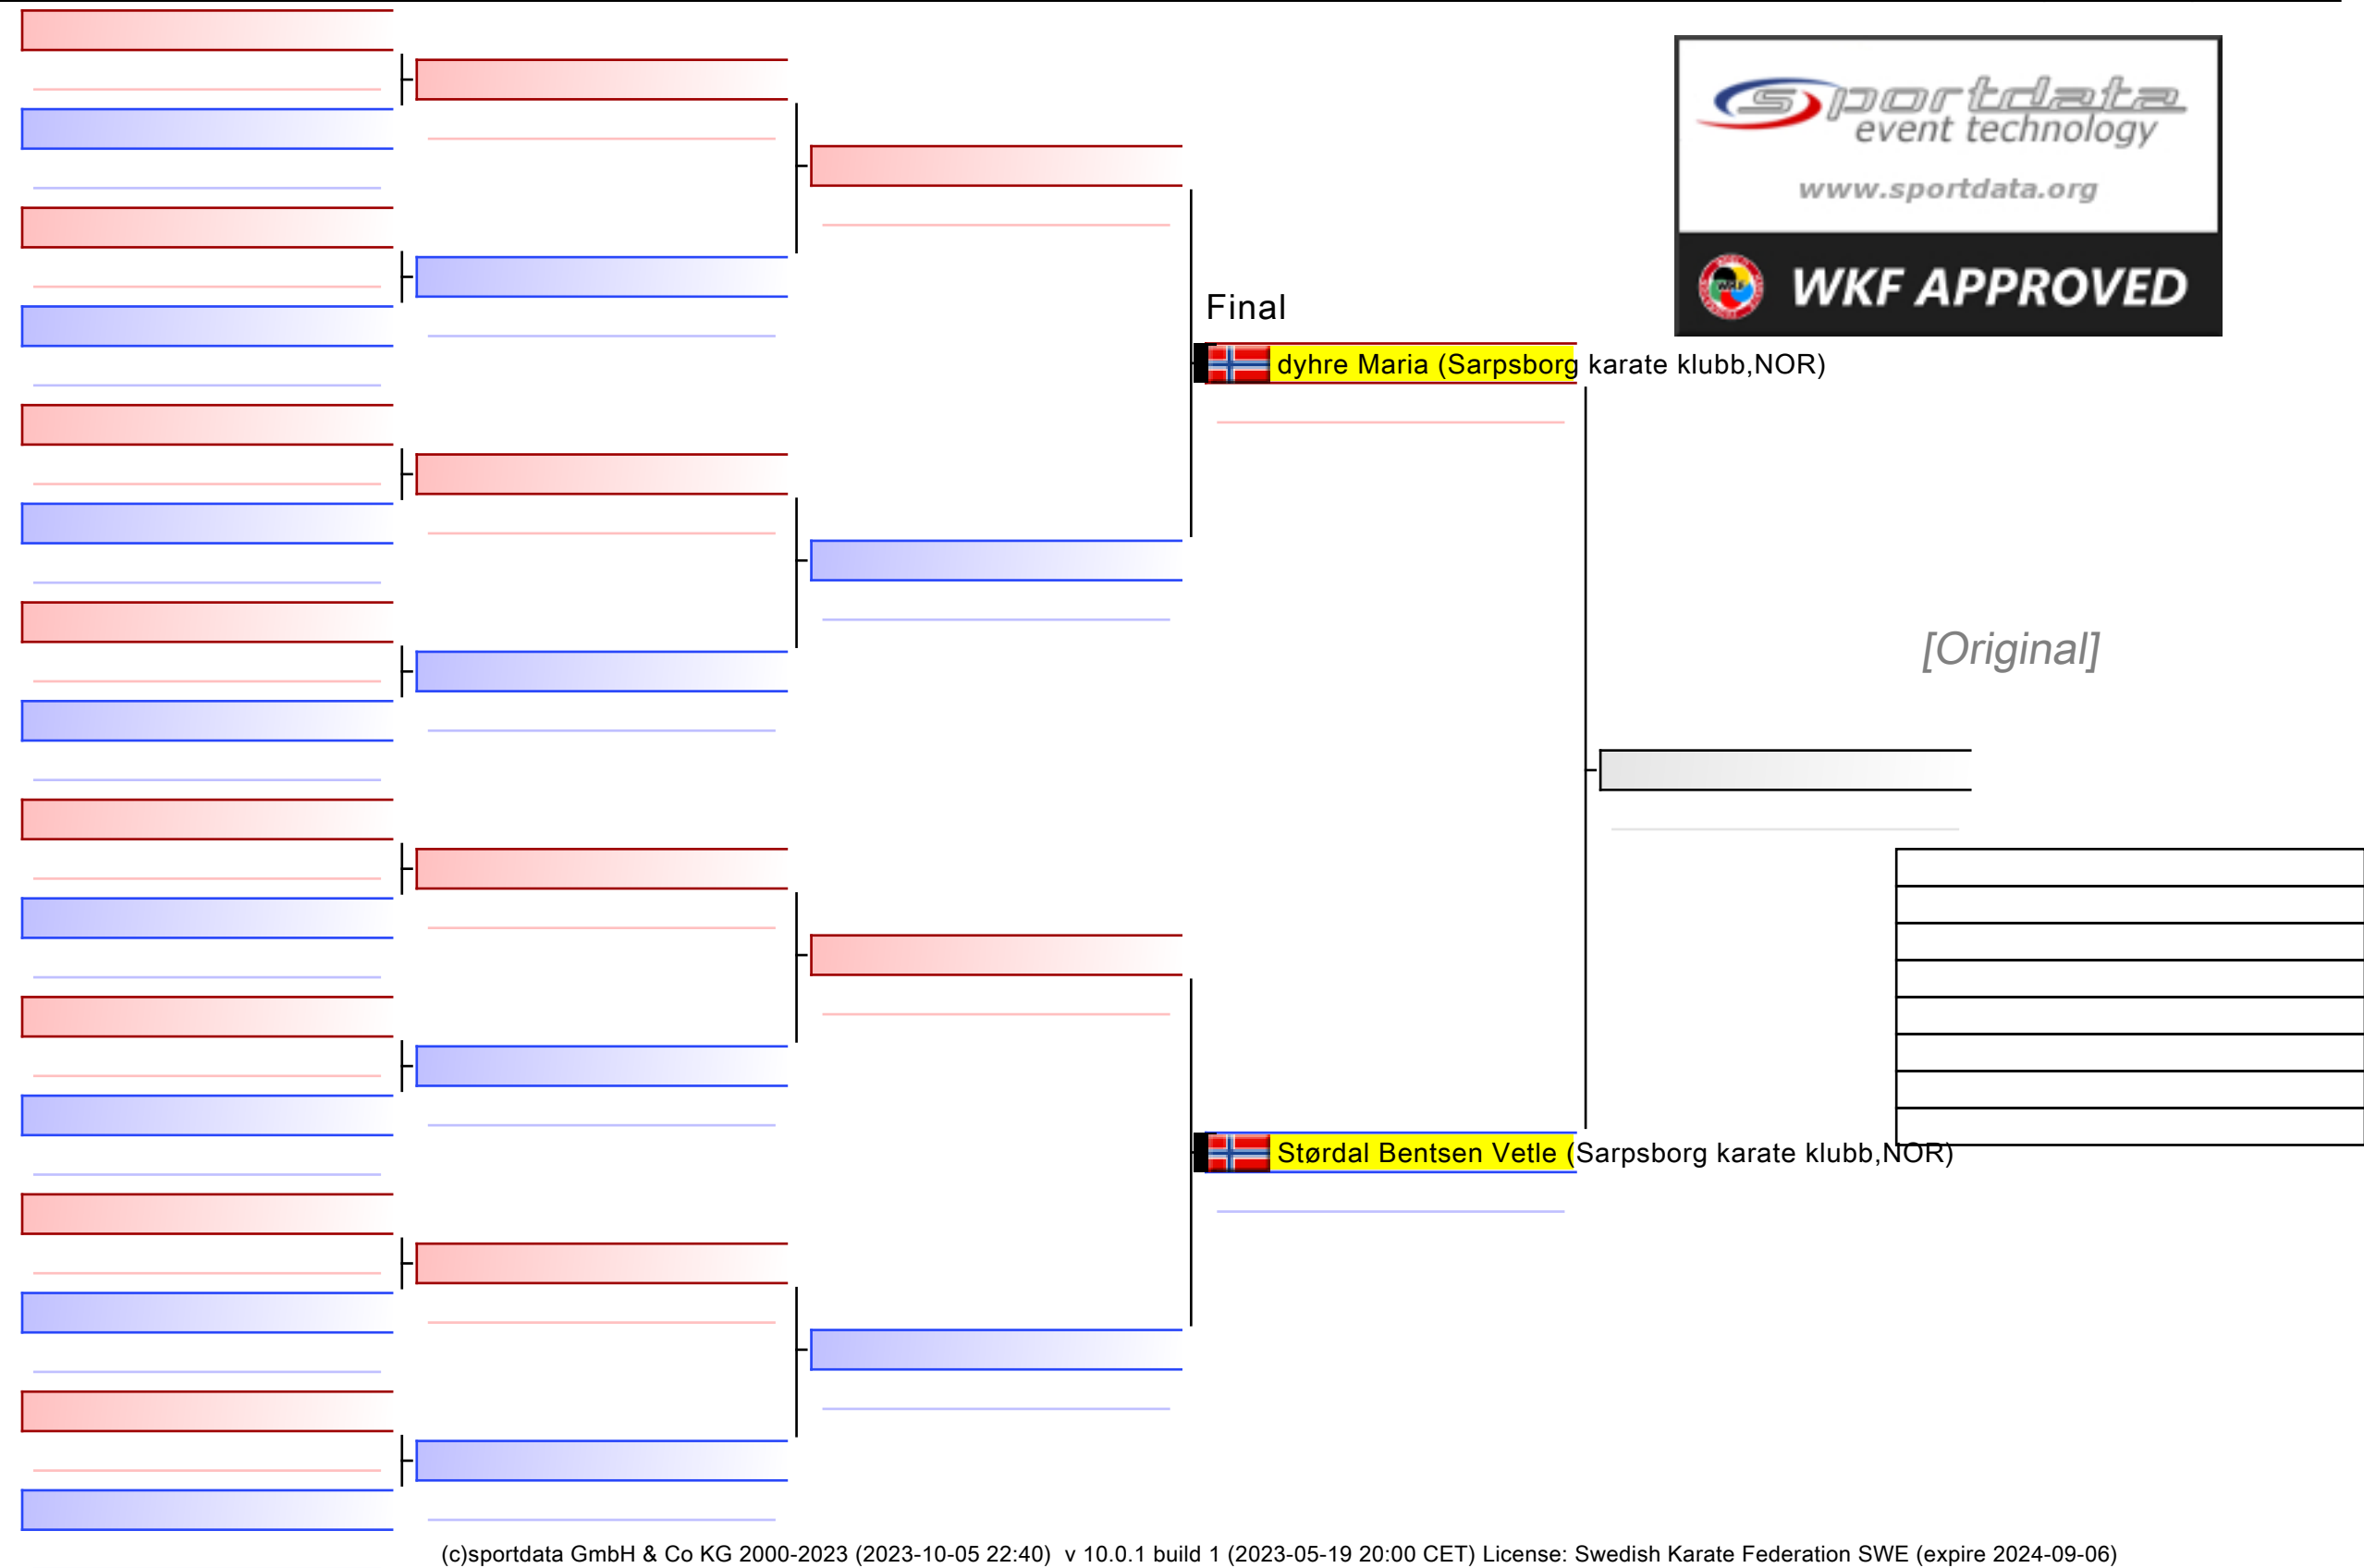 sportdata
event technology
www.sportdata.org
WKF
WKF APPROVED
Final
dyhre Maria (Sarpsborg karate klubb,NOR)
[Original]
Størdal Bentsen Vetle (Sarpsborg karate klubb,NOR)
(c)sportdata GmbH & Co KG 2000-2023 (2023-10-05 22:40)  v 10.0.1 build 1 (2023-05-19 20:00 CET) License: Swedish Karate Federation SWE (expire 2024-09-06)